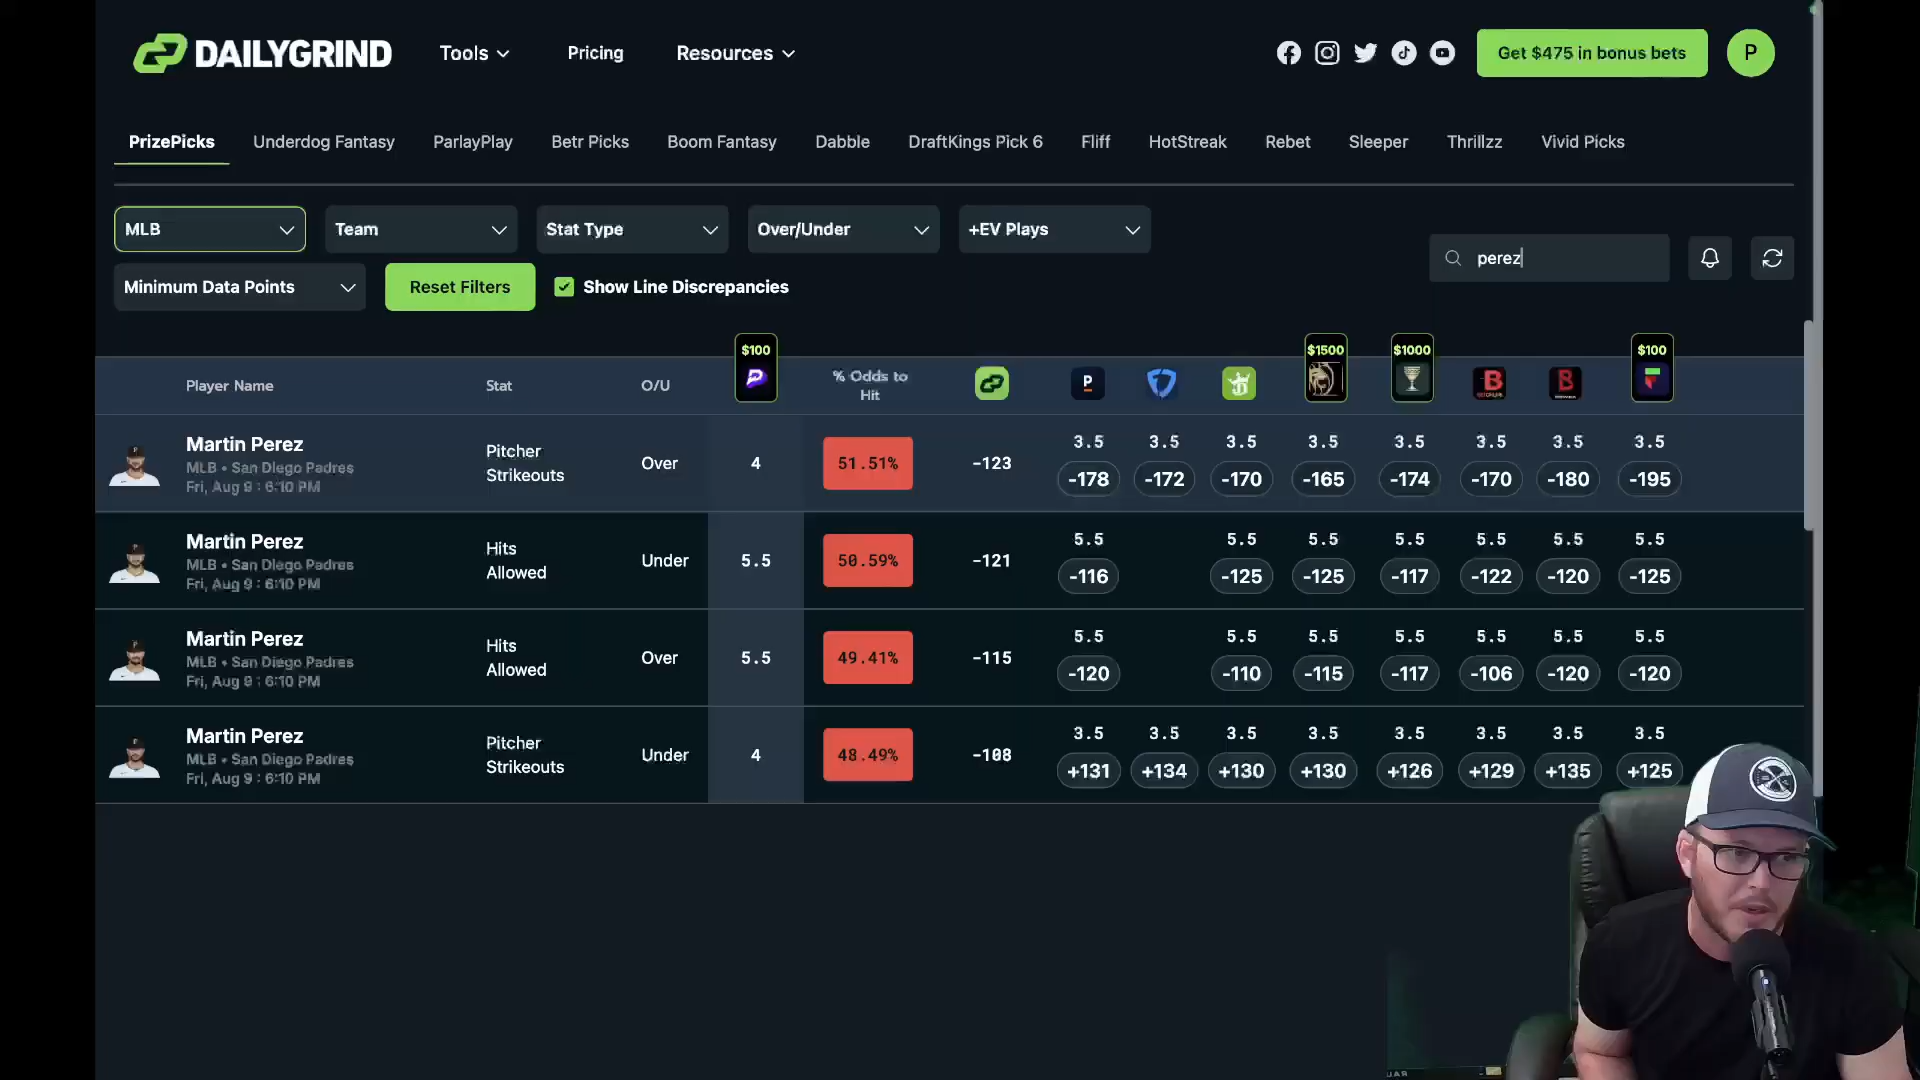 DAILYGRIND
Tools
Pricing
Resources
Get $475 in bonus bets
P
PrizePicks
Underdog Fantasy
ParlayPlay
Betr Picks
Boom Fantasy
Dabble
DraftKings Pick 6
Fliff
HotStreak
Rebet
Sleeper
Thrillzz
Vivid Picks
MLB
Team
Stat Type
Over/Under
+EV Plays
perez
Minimum Data Points
Reset Filters
Show Line Discrepancies
$100
$1500
$1000
$100
Player Name
Stat
O/U
% Odds to
Hit
P
B
B
Martin Perez
MLB • San Diego Padres
Fri, Aug 9 : 6:10 PM
Pitcher
Strikeouts
Over
4
51.51%
-123
3.5 3.5 3.5 3.5 3.5 3.5 3.5 3.5
-178 -172 -170 -165 -174 -170 -180 -195
Martin Perez
MLB • San Diego Padres
Fri, Aug 9 : 6:10 PM
Hits
Allowed
Under
5.5
50.59%
-121
5.5 5.5 5.5 5.5 5.5 5.5 5.5
-116 -125 -125 -117 -122 -120 -125
Martin Perez
MLB • San Diego Padres
Fri, Aug 9 : 6:10 PM
Hits
Allowed
Over
5.5
49.41%
-115
5.5 5.5 5.5 5.5 5.5 5.5 5.5
-120 -110 -115 -117 -106 -120 -120
Martin Perez
MLB • San Diego Padres
Fri, Aug 9 : 6:10 PM
Pitcher
Strikeouts
Under
4
48.49%
-108
3.5 3.5 3.5 3.5 3.5 3.5 3.5 3.5
+131 +134 +130 +130 +126 +129 +135 +125